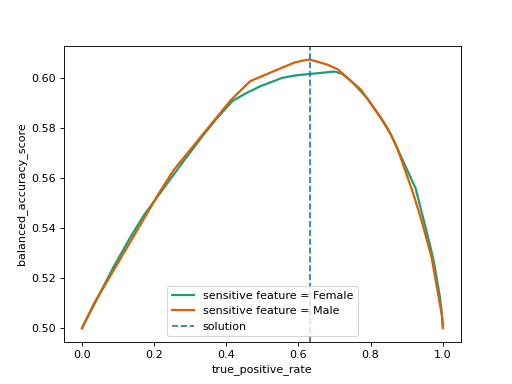 balanced_accuracy_score
0.60
0.58
0.56
0.54
0.52
0.50
sensitive feature = Female
sensitive feature = Male
solution
0.0 0.2 0.4 0.6 0.8 1.0
true_positive_rate